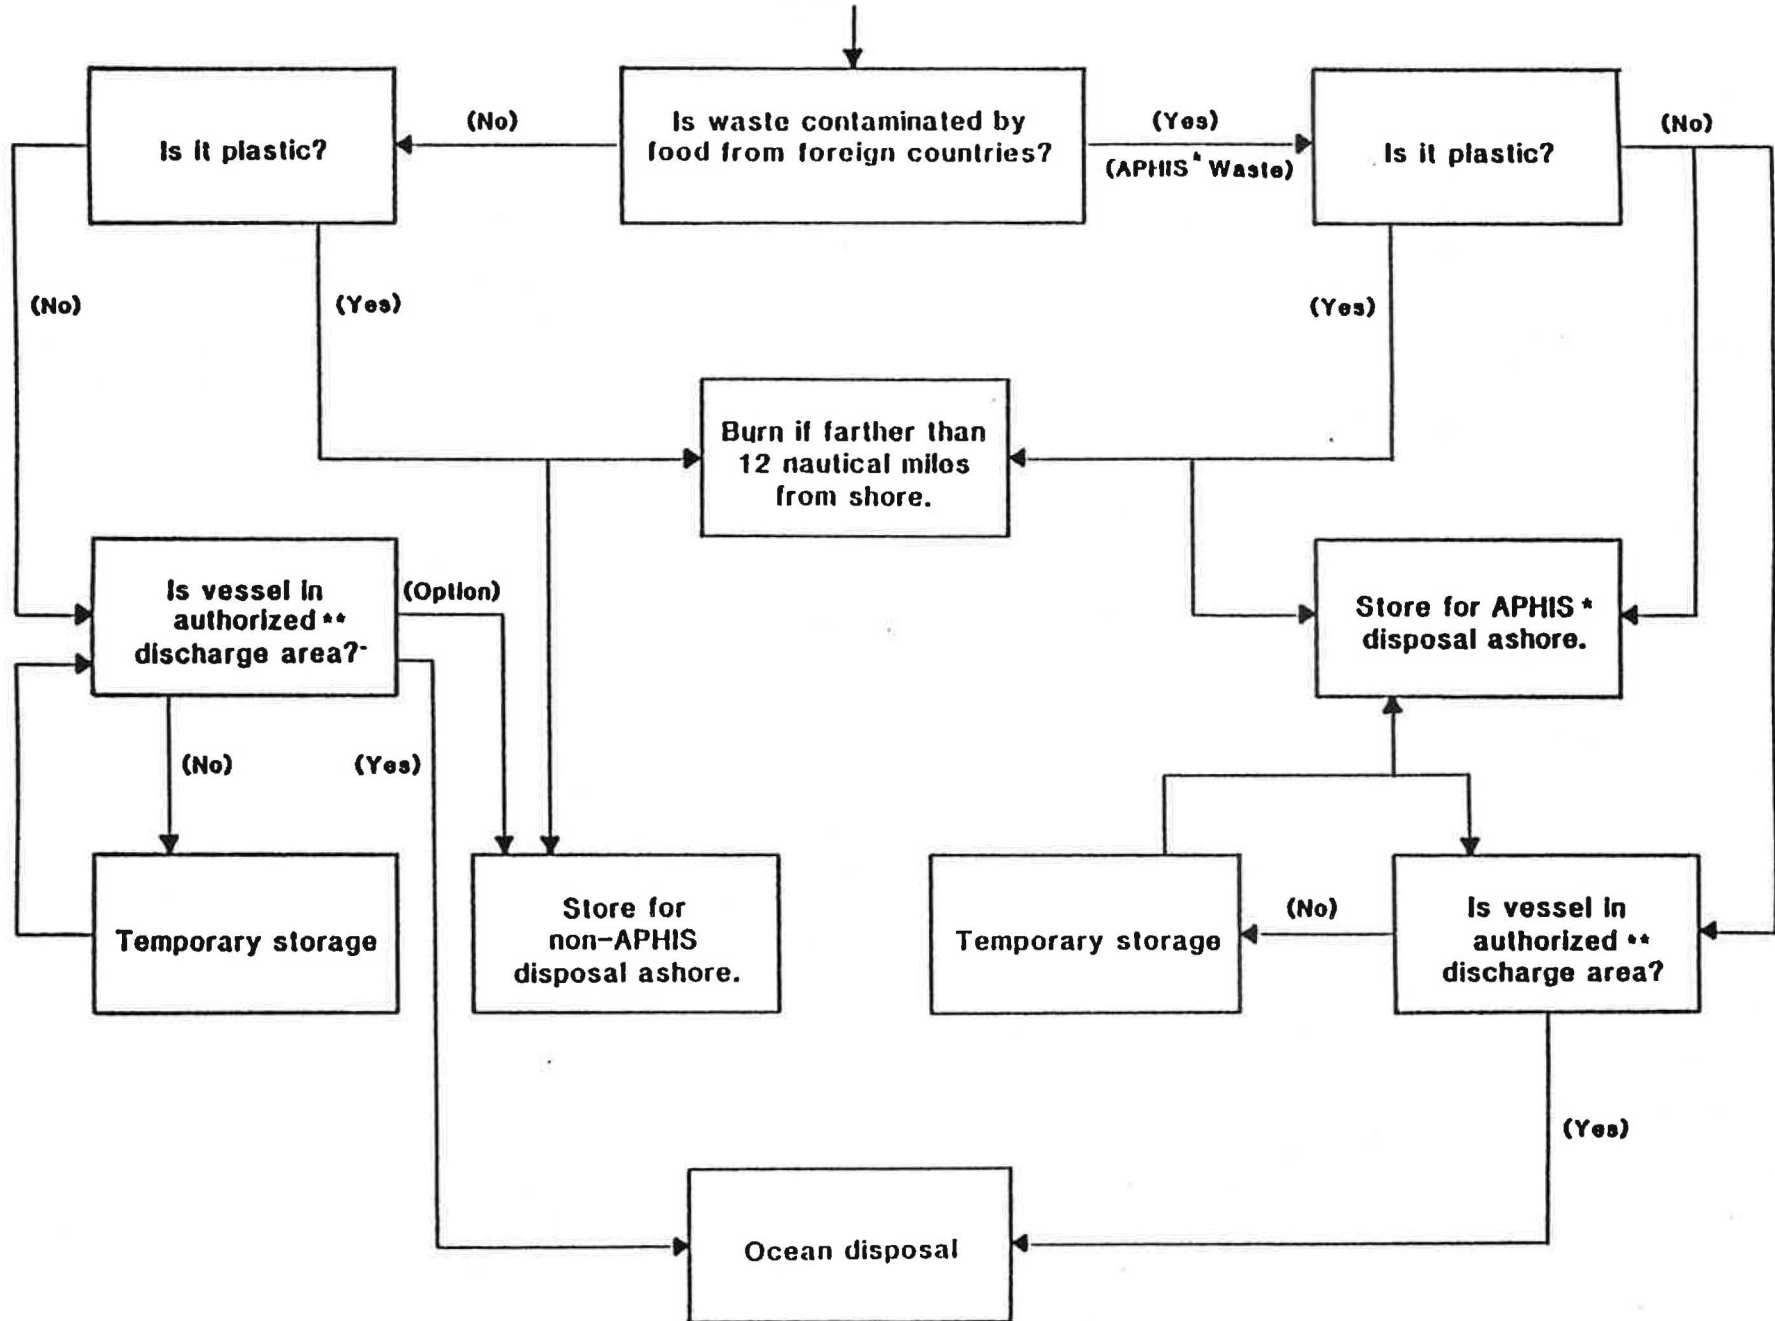 Is it plastic?
(No)
Is waste contaminated by
food from foreign countries?
(Yes)
(APHIS* Waste)
Is it plastic?
(No)
(No)
(Yes)
(Yes)
Burn if farther than
12 nautical miles
from shore.
Is vessel in
authorized **
discharge area?
(Option)
Store for APHIS *
disposal ashore.
(No)
(Yes)
Temporary storage
Store for
non-APHIS
disposal ashore.
Temporary storage
(No)
Is vessel in
authorized **
discharge area?
(Yes)
Ocean disposal